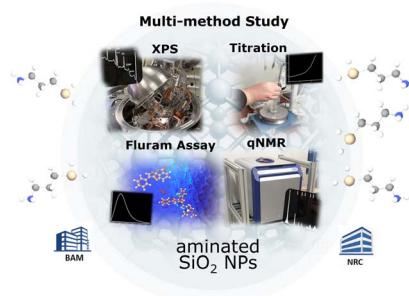 Multi-method Study
XPS Titration
Fluram Assay qNMR
aminated
SiO₂ NPs
BAM NRC